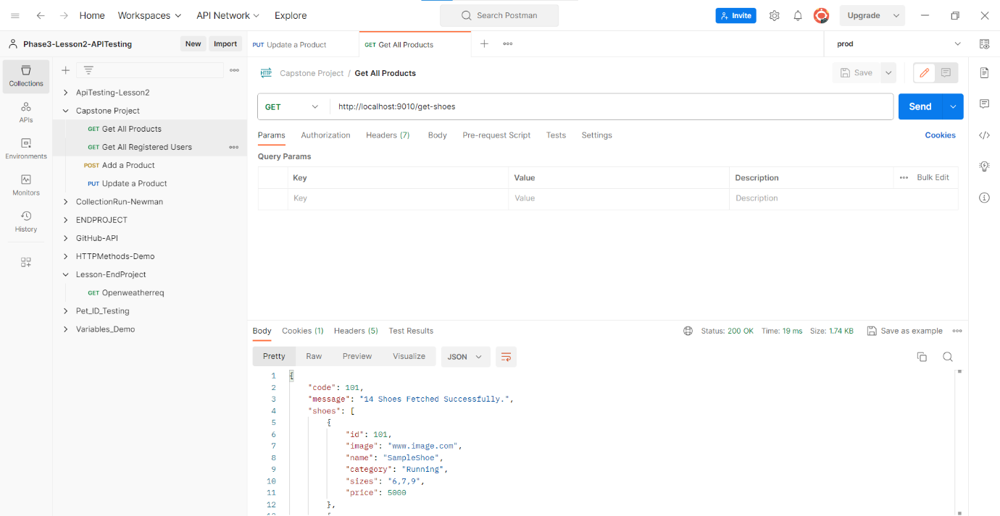 Home Workspaces API Network Explore Search Postman Invite Upgrade
Phase3-Lesson2-APITesting New Import PUT Update a Product GET Get All Products prod
Collections
APIs
Environments
Monitors
History
ApiTesting-Lesson2
Capstone Project
GET Get All Products
GET Get All Registered Users
POST Add a Product
PUT Update a Product
CollectionRun-Newman
ENDPROJECT
GitHub-API
HTTPMethods-Demo
Lesson-EndProject
GET Openweatherreq
Pet_ID_Testing
Variables_Demo
HTTP Capstone Project / Get All Products Save
GET http://localhost:9010/get-shoes Send
Params Authorization Headers (7) Body Pre-request Script Tests Settings Cookies
Query Params
Key Value Description Bulk Edit
Key Value Description
Body Cookies (1) Headers (5) Test Results Status: 200 OK Time: 19 ms Size: 1.74 KB Save as example
Pretty Raw Preview Visualize JSON
1 {
2 "code": 101,
3 "message": "14 Shoes Fetched Successfully.",
4 "shoes": [
5 {
6 "id": 101,
7 "image": "www.image.com",
8 "name": "SampleShoe",
9 "category": "Running",
10 "sizes": "6,7,9",
11 "price": 5000
12 },